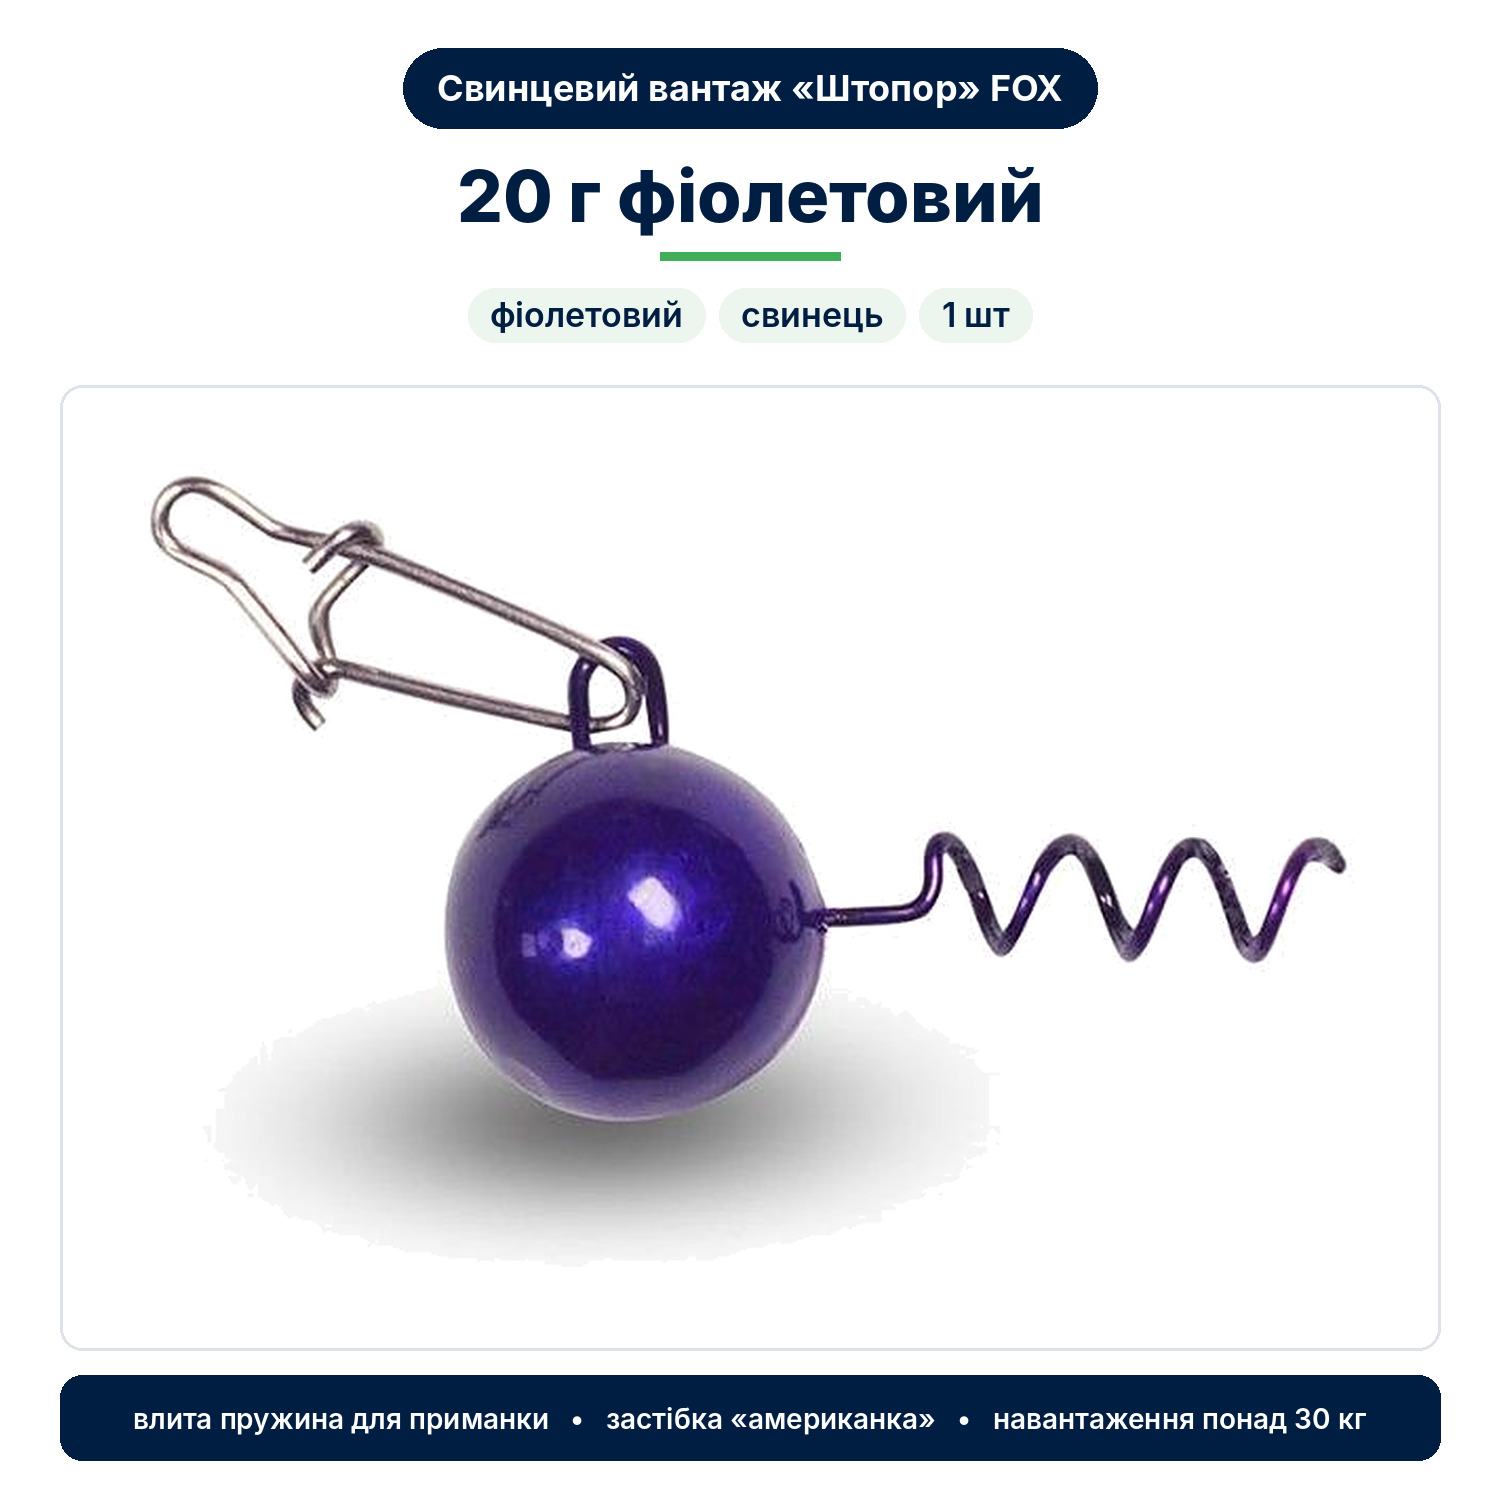 Свинцевий вантаж «Штопор» FOX
20 г фіолетовий
фіолетовий свинець 1 шт
влита пружина для приманки • застібка «американка» • навантаження понад 30 кг